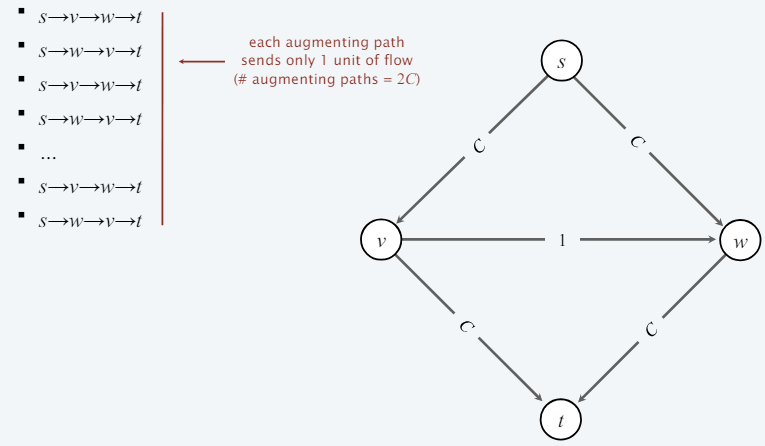 ▪ s→v→w→t
▪ s→w→v→t
▪ s→v→w→t
▪ s→w→v→t
▪ …
▪ s→v→w→t
▪ s→w→v→t
each augmenting path
sends only 1 unit of flow
(# augmenting paths = 2C)
s
C
C
v
1
w
C
C
t